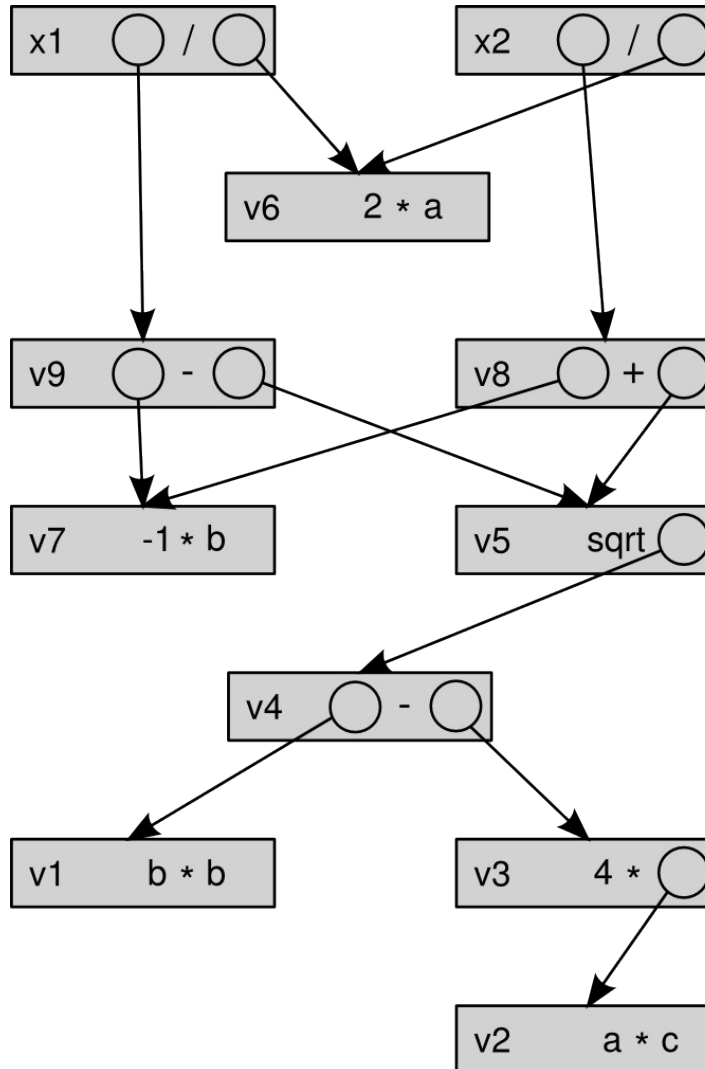 x1 / x2 /
v6 2 * a
v9 - v8 +
v7 -1 * b v5 sqrt
v4 -
v1 b * b v3 4 *
v2 a * c